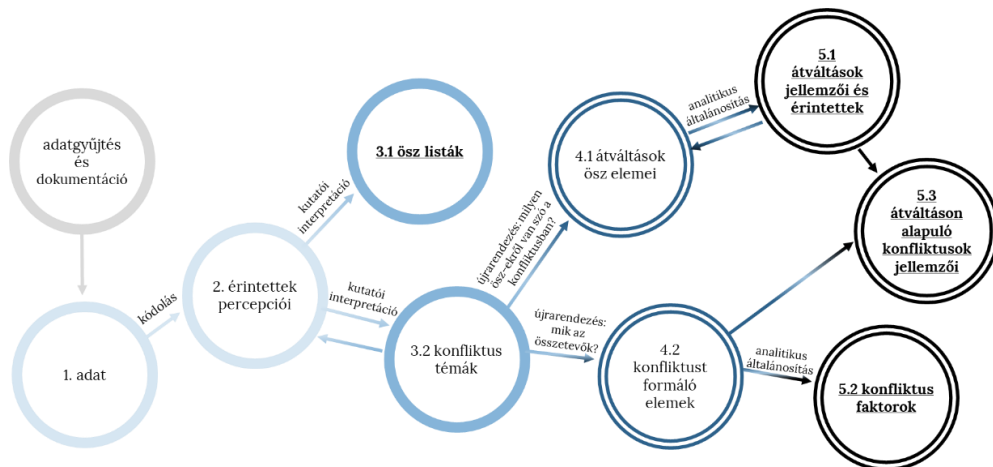 adatgyűjtés
és
dokumentáció
1. adat
kódolás
2. érintettek
percepciói
kutatói
interpretáció
3.1 ösz listák
kutatói
interpretáció
3.2 konfliktus
témák
újrarendezés: milyen
ösz-ekről van szó a
konfliktusban?
4.1 átváltások
ösz elemei
újrarendezés:
mik az
összetevők?
4.2
konfliktust
formáló
elemek
analitikus
általánosítás
5.1
átváltások
jellemzői és
érintettek
5.3
átváltáson
alapuló
konfliktusok
jellemzői
analitikus
általánosítás
5.2 konfliktus
faktorok